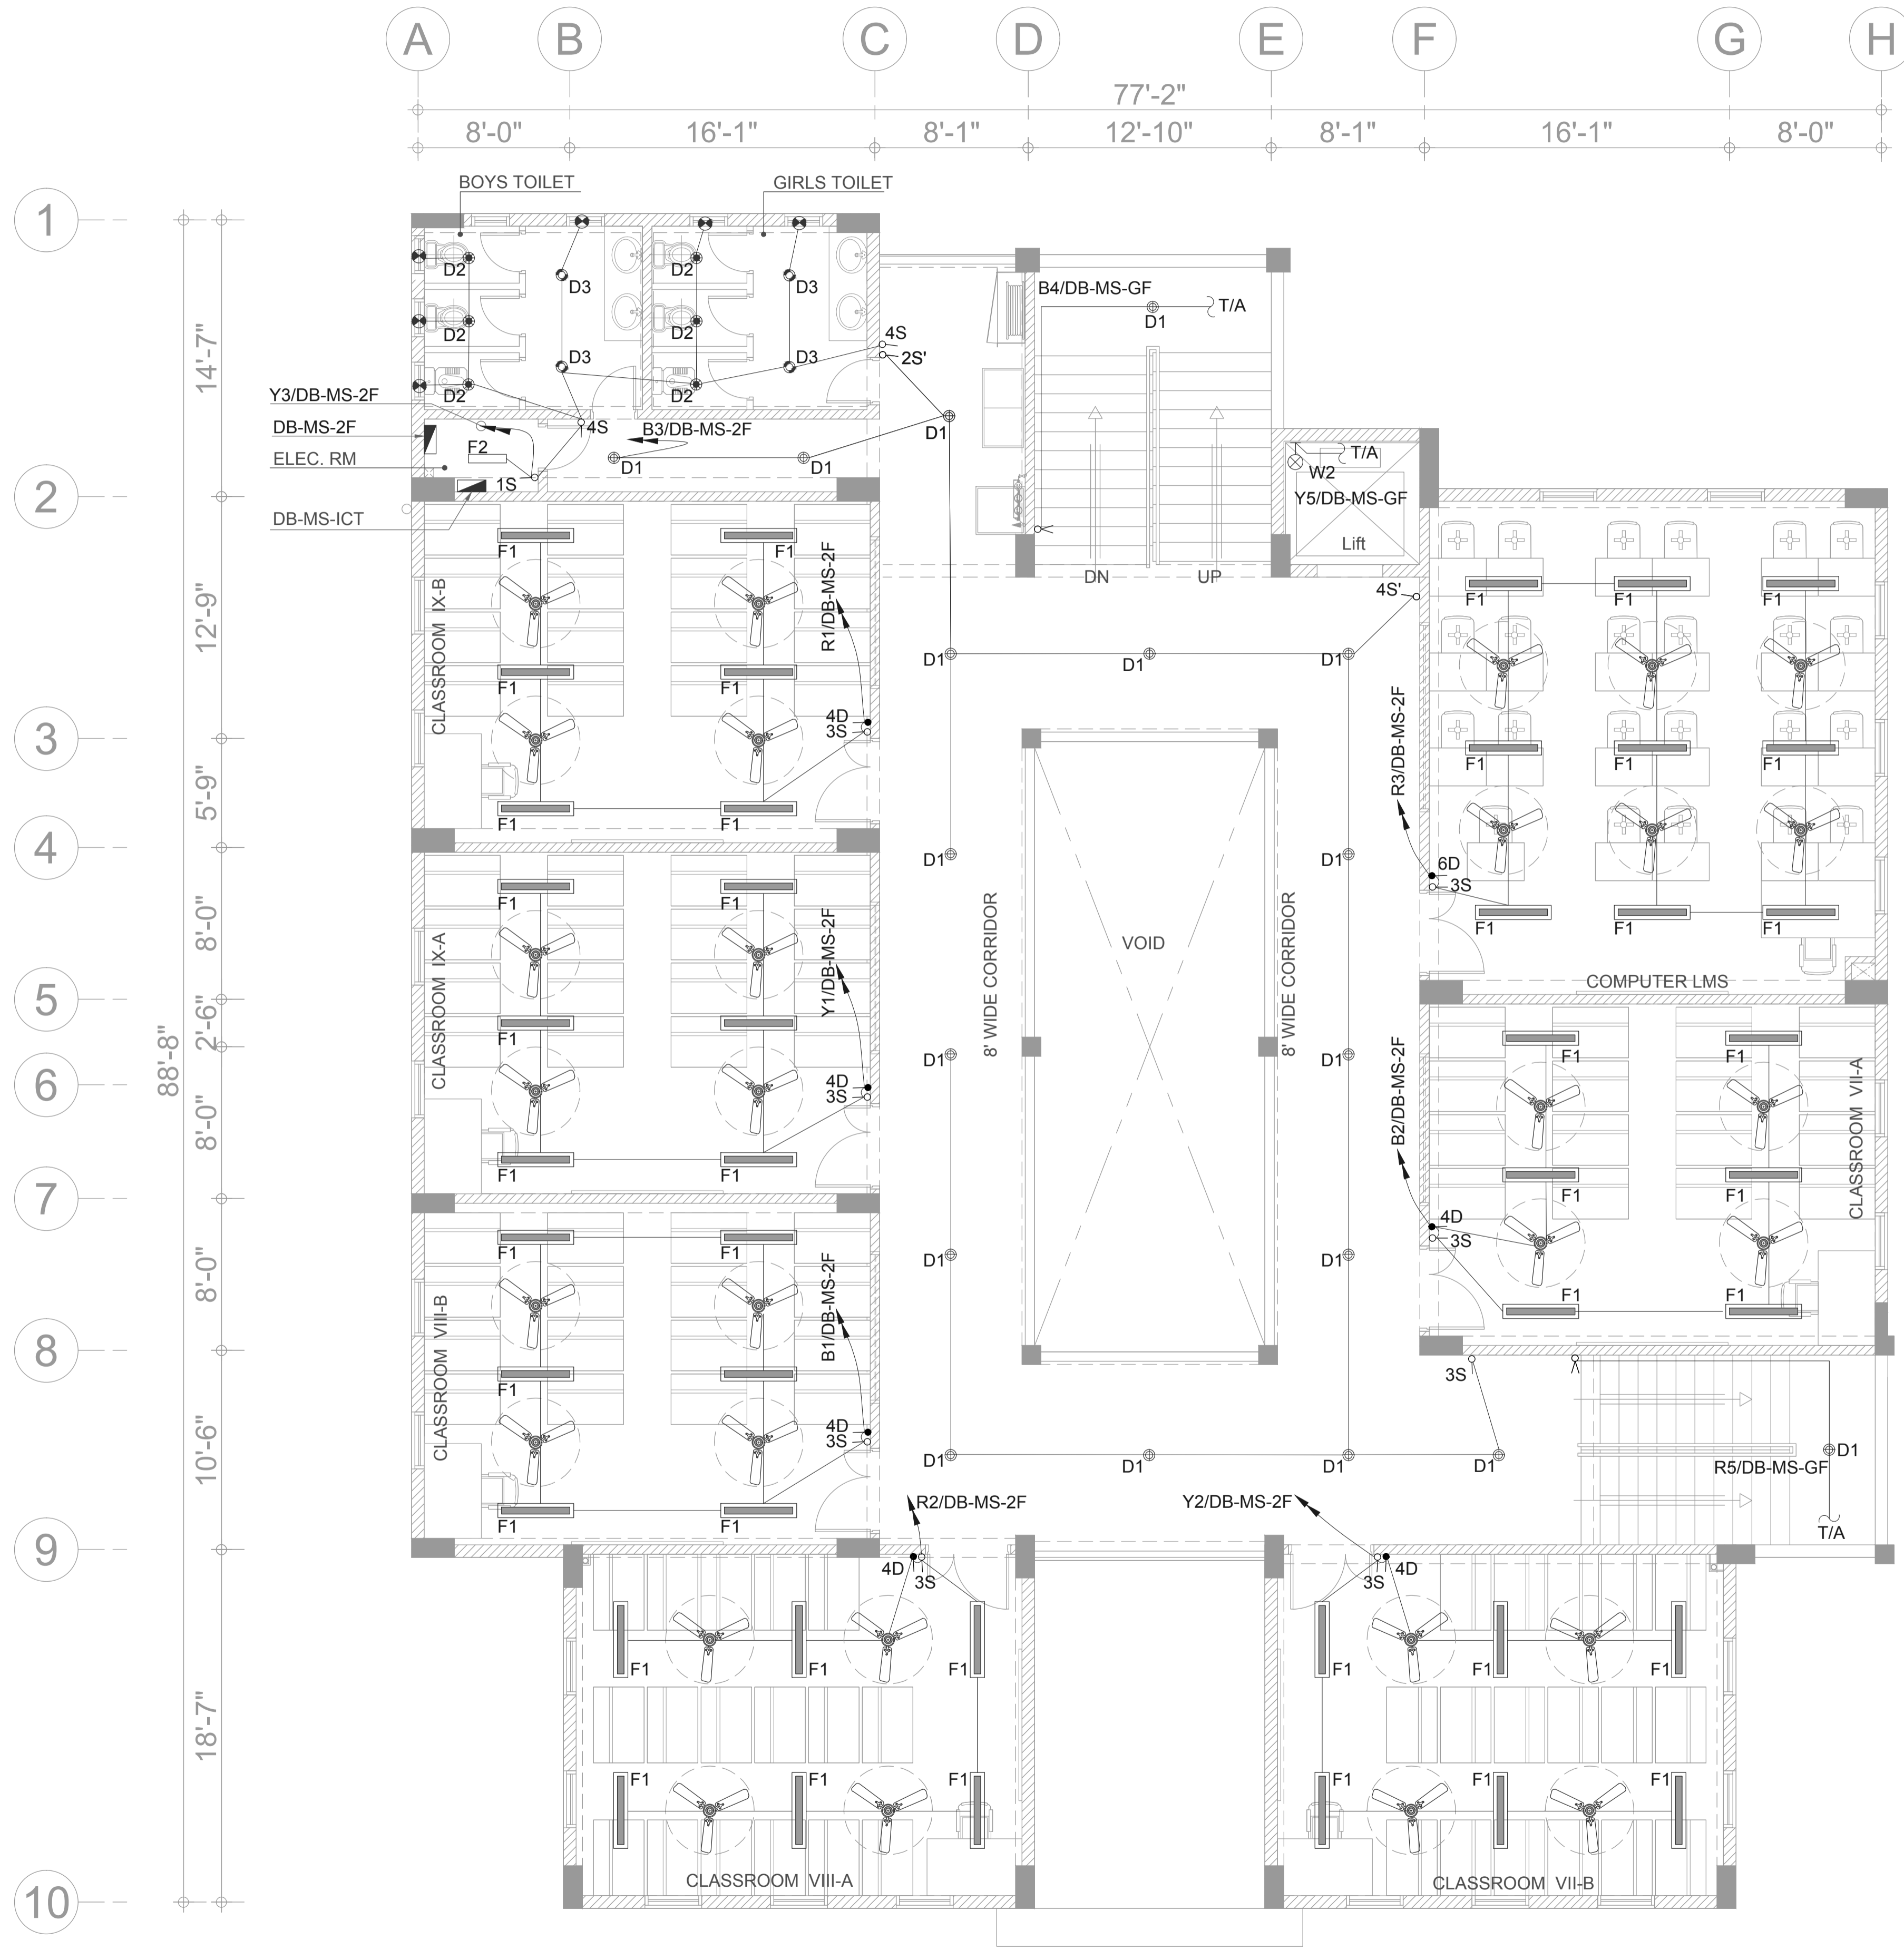 A
B
C
D
E
F
G
H
77'-2"
8'-0"
16'-1"
8'-1"
12'-10"
8'-1"
16'-1"
8'-0"
1
2
3
4
5
6
7
8
9
10
88'-8"
14'-7"
12'-9"
5'-9"
8'-0"
2'-6"
8'-0"
8'-0"
10'-6"
18'-7"
BOYS TOILET
GIRLS TOILET
D2
D3
D2
D3
D2
D2
D3
D3
D2
D2
4S
2S'
B4/DB-MS-GF
D1
T/A
Y3/DB-MS-2F
DB-MS-2F
ELEC. RM
DB-MS-ICT
F2
1S
4S
B3/DB-MS-2F
D1
D1
D1
T/A
W2
Y5/DB-MS-GF
Lift
DN
UP
4S'
CLASSROOM IX-B
F1
F1
F1
F1
F1
F1
R1/DB-MS-2F
4D
3S
D1
D1
D1
D1
D1
D1
D1
D1
D1
D1
D1
D1
D1
8' WIDE CORRIDOR
VOID
8' WIDE CORRIDOR
CLASSROOM IX-A
F1
F1
F1
F1
F1
F1
Y1/DB-MS-2F
4D
3S
CLASSROOM VIII-B
F1
F1
F1
F1
F1
F1
B1/DB-MS-2F
4D
3S
F1
F1
F1
F1
F1
F1
F1
F1
F1
R3/DB-MS-2F
6D
3S
COMPUTER LMS
F1
F1
F1
F1
F1
F1
B2/DB-MS-2F
4D
3S
CLASSROOM VII-A
3S
D1
R5/DB-MS-GF
T/A
R2/DB-MS-2F
4D
3S
F1
F1
F1
F1
F1
F1
CLASSROOM VIII-A
Y2/DB-MS-2F
3S
4D
F1
F1
F1
F1
F1
F1
CLASSROOM VII-B